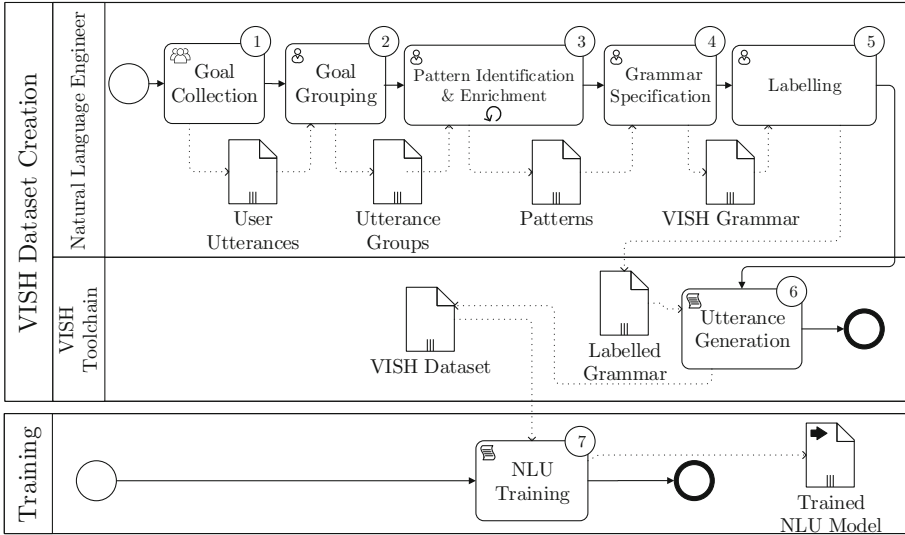 VISH Dataset Creation
Natural Language Engineer
1
Goal
Collection
2
Goal
Grouping
3
Pattern Identification
& Enrichment
4
Grammar
Specification
5
Labelling
User
Utterances
Utterance
Groups
Patterns
VISH Grammar
VISH
Toolchain
VISH Dataset
Labelled
Grammar
6
Utterance
Generation
Training
7
NLU
Training
Trained
NLU Model